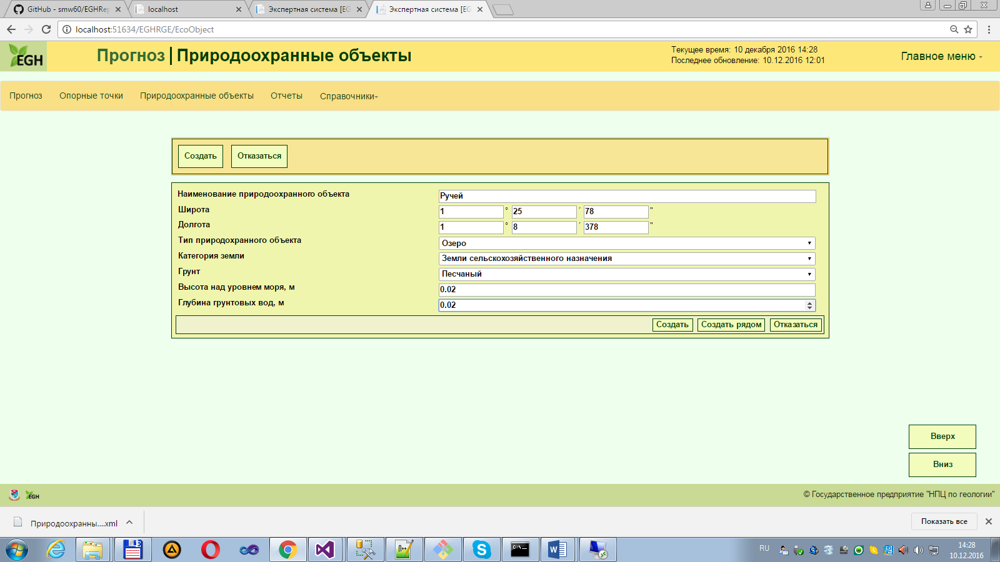 GitHub - smw60/EGHRep
localhost
Экспертная система [EG
Экспертная система [EG
localhost:51634/EGHRGE/EcoObject
EGH
Прогноз | Природоохранные объекты
Текущее время: 10 декабря 2016 14:28
Последнее обновление: 10.12.2016 12:01
Главное меню
Прогноз
Опорные точки
Природоохранные объекты
Отчеты
Справочники
Создать
Отказаться
Наименование природоохранного объекта
Ручей
Широта
1 ° 25 ′ 78 "
Долгота
1 ° 8 ′ 378 "
Тип природохранного объекта
Озеро
Категория земли
Земли сельскохозяйственного назначения
Грунт
Песчаный
Высота над уровнем моря, м
0.02
Глубина грунтовых вод, м
0.02
Создать
Создать рядом
Отказаться
Вверх
Вниз
EGH
© Государственное предприятие "НПЦ по геологии"
Природоохранны....xml
Показать все
RU
14:28
10.12.2016